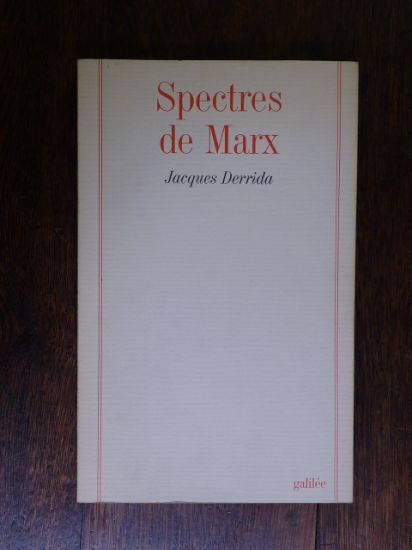 Spectres
de Marx
Jacques Derrida
galilée